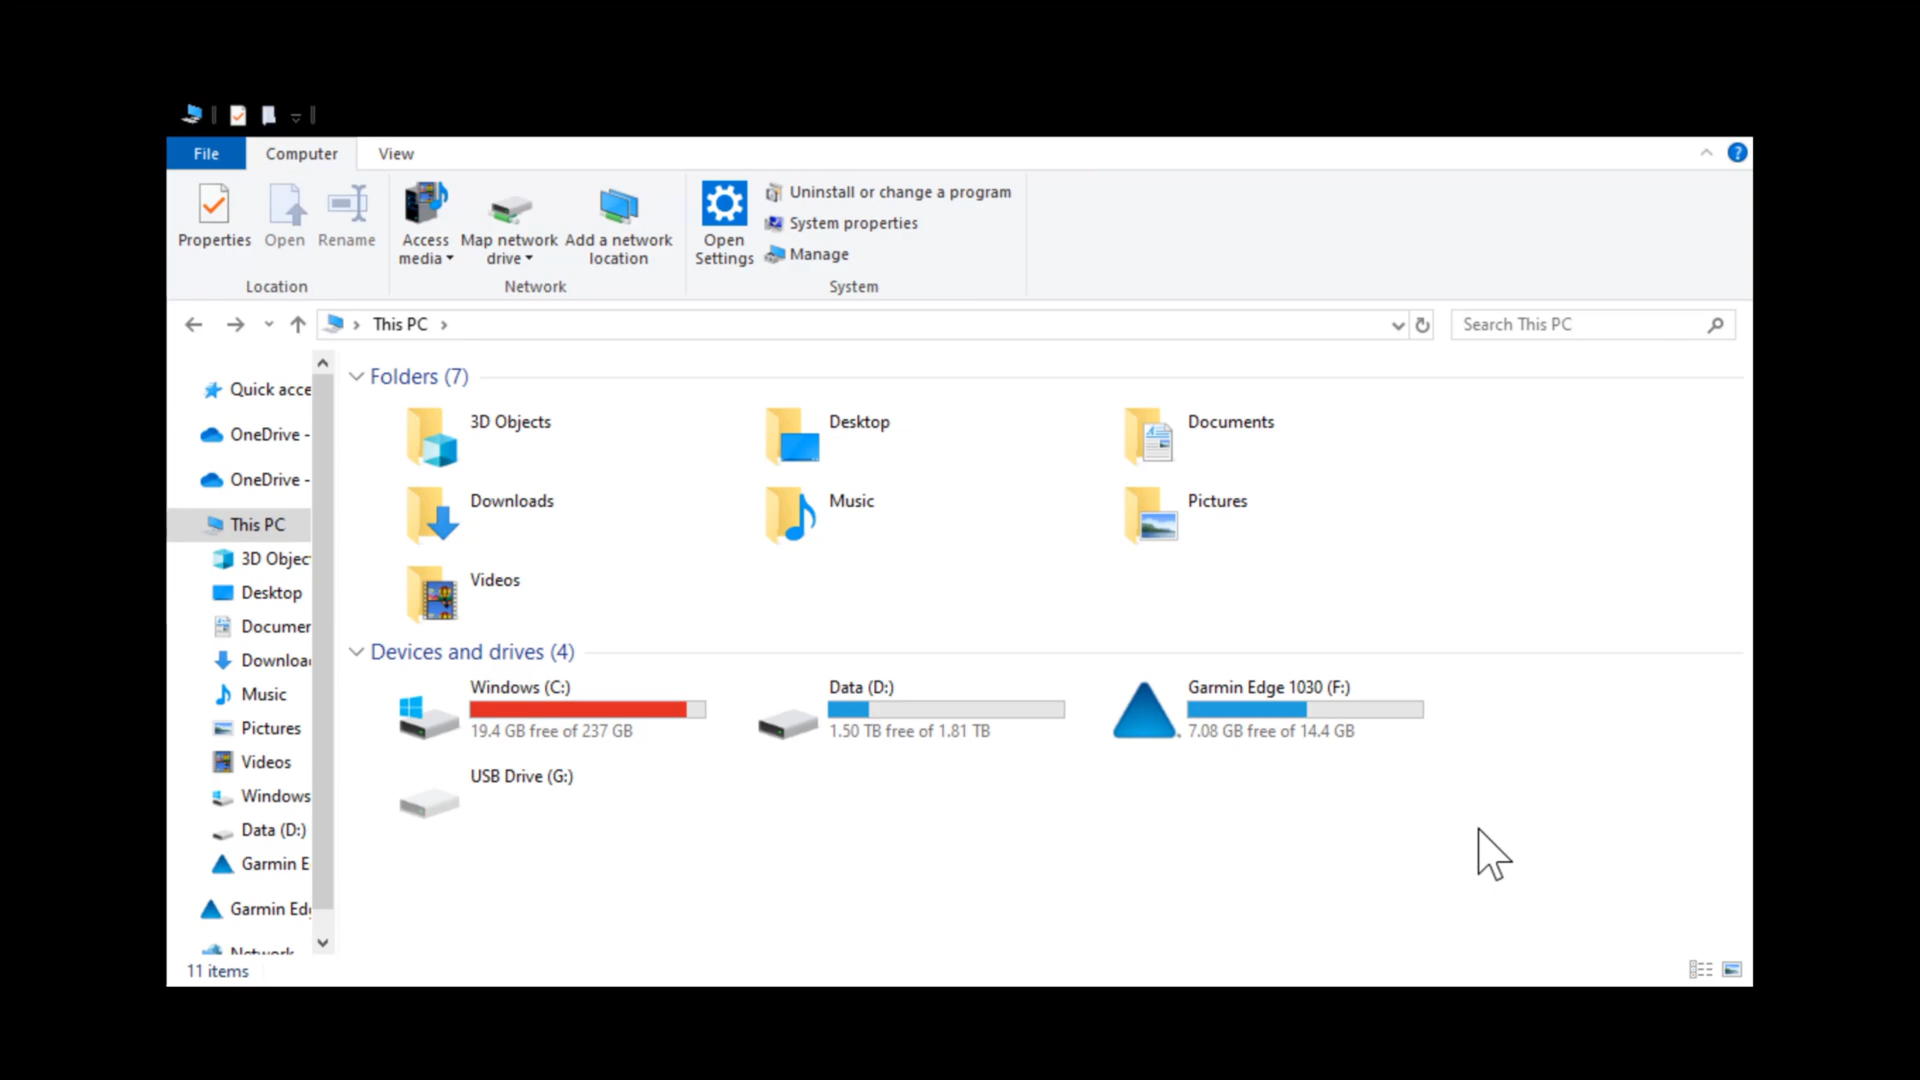 File
Computer
View
?
Properties
Open
Rename
Access
media
Map network
drive
Add a network
location
Open
Settings
Uninstall or change a program
System properties
Manage
Location
Network
System
This PC
Search This PC
Quick acce
OneDrive -
OneDrive -
This PC
3D Objec
Desktop
Documen
Downloa
Music
Pictures
Videos
Windows
Data (D:)
Garmin E
Garmin Ed
Network
Folders (7)
3D Objects
Desktop
Documents
Downloads
Music
Pictures
Videos
Devices and drives (4)
Windows (C:)
19.4 GB free of 237 GB
Data (D:)
1.50 TB free of 1.81 TB
Garmin Edge 1030 (F:)
7.08 GB free of 14.4 GB
USB Drive (G:)
11 items